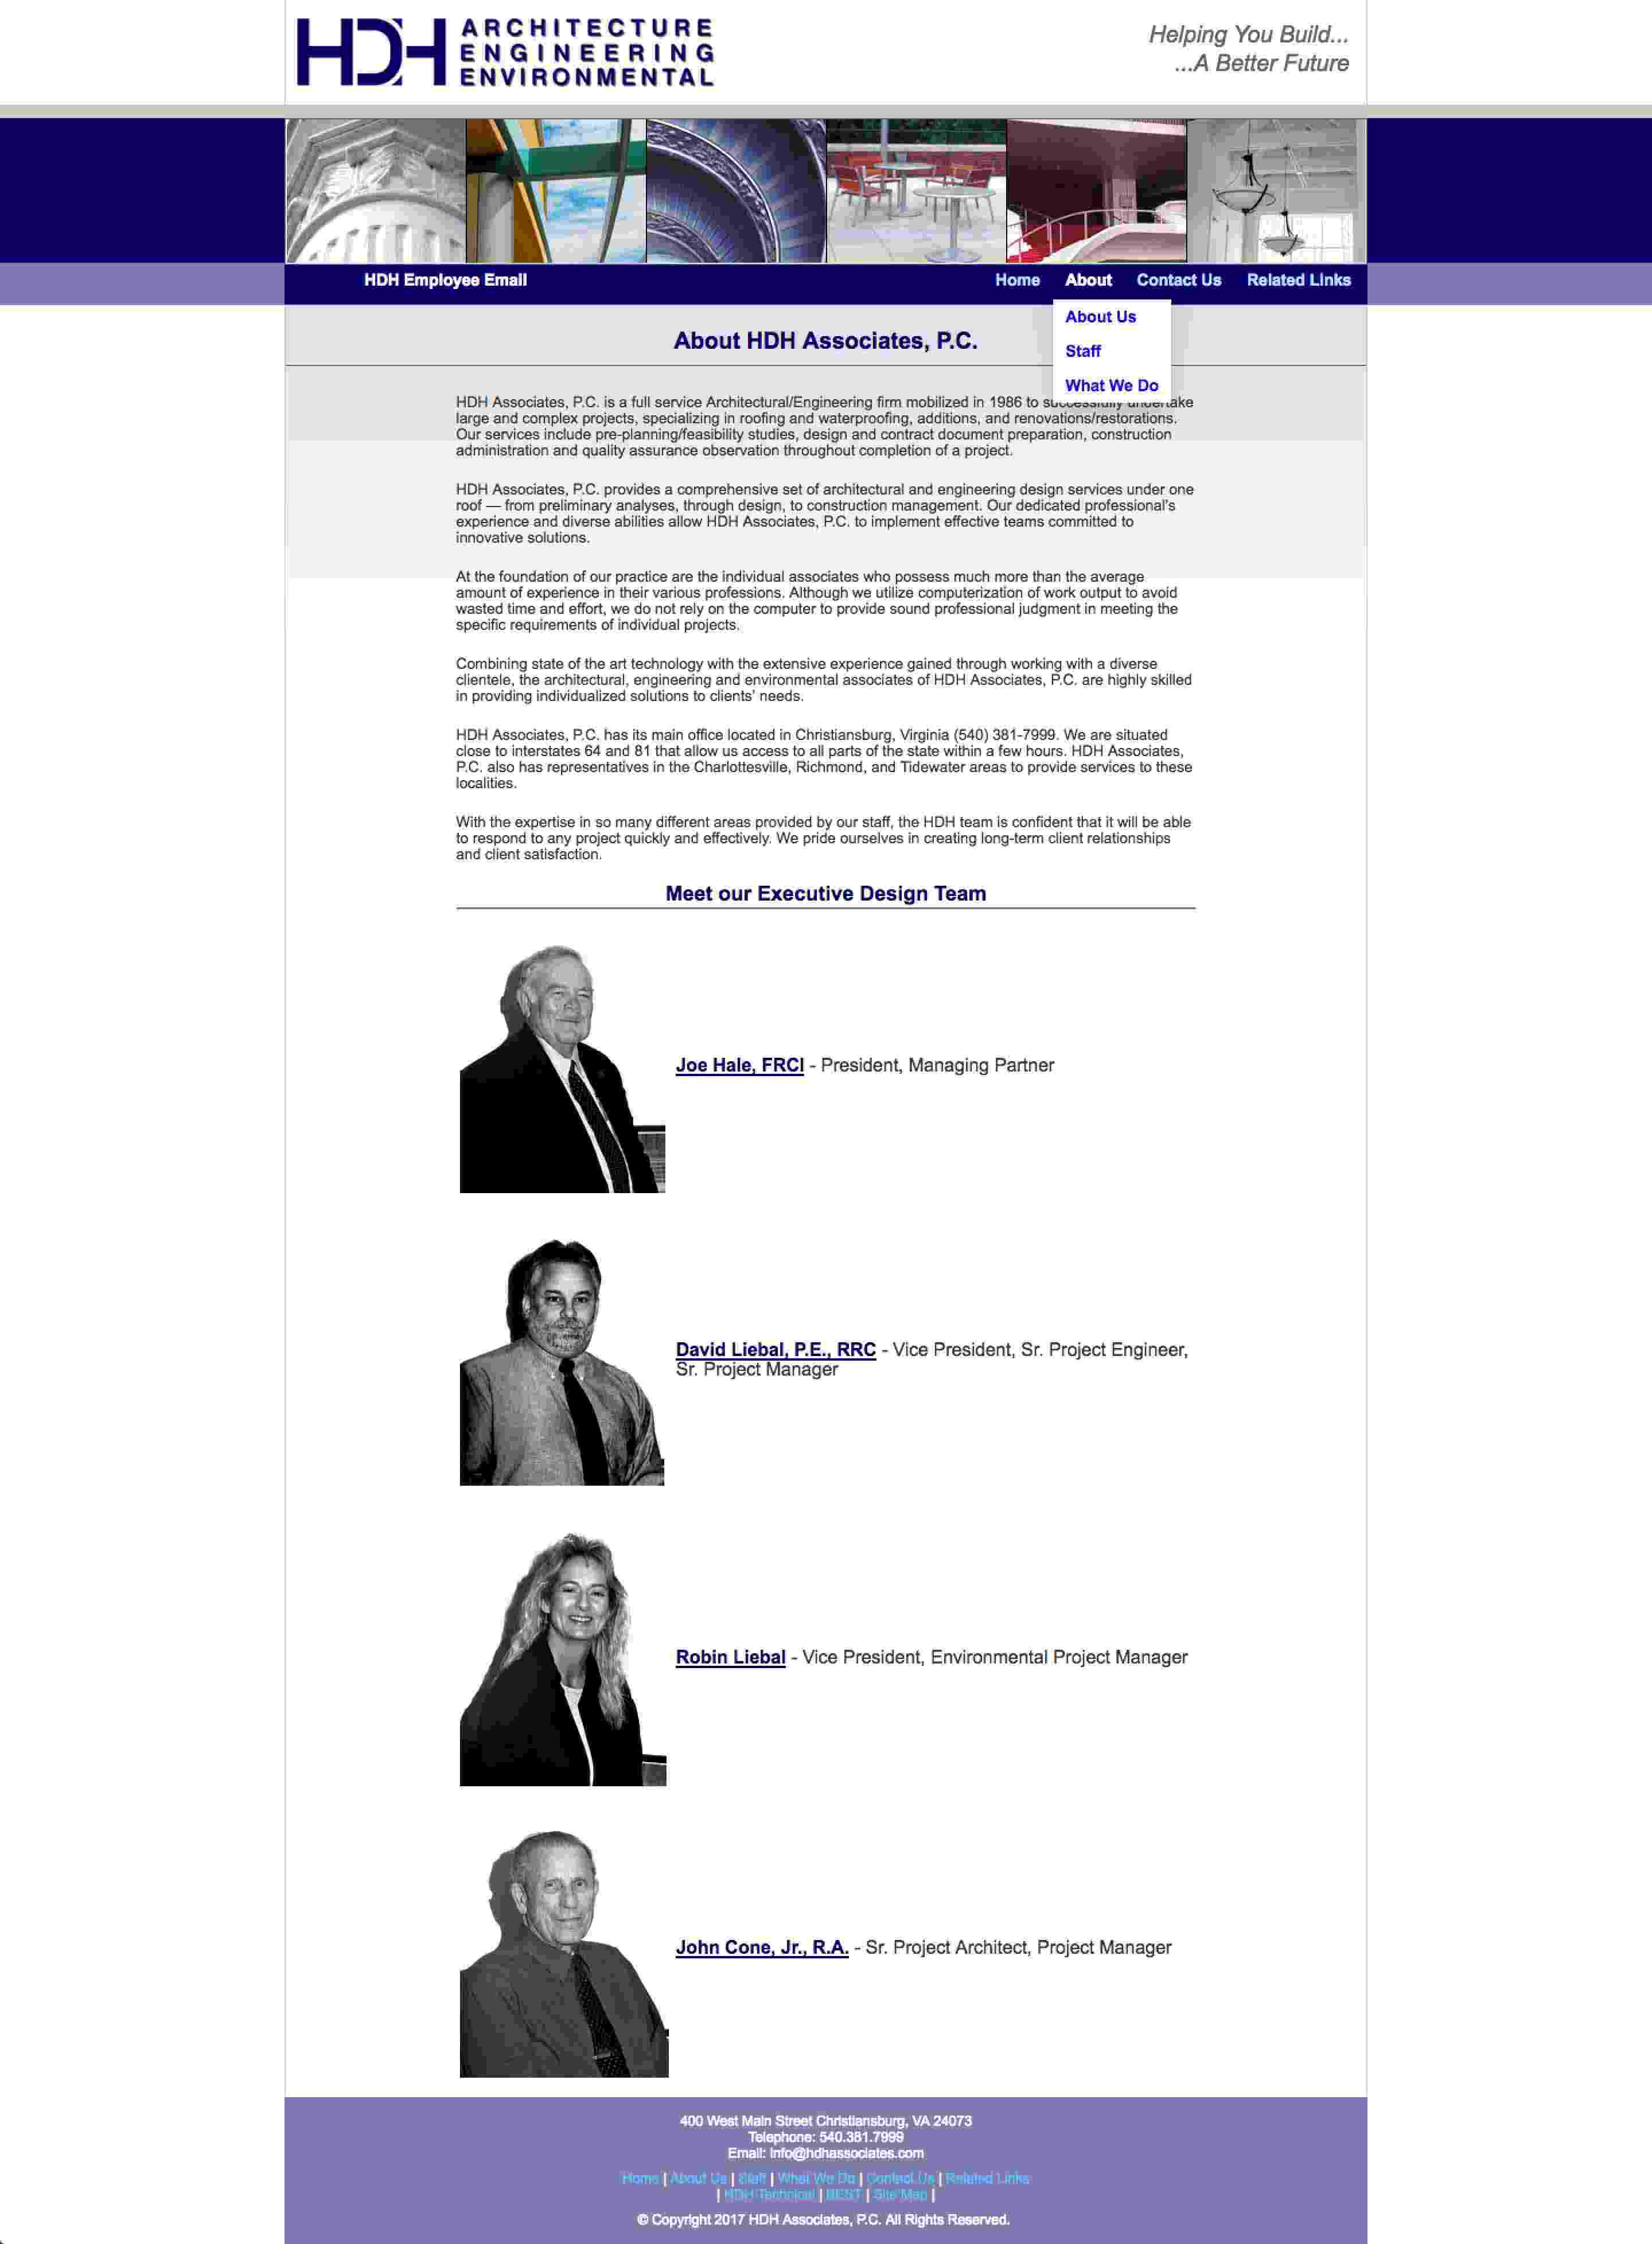 HDH ARCHITECTURE
ENGINEERING
ENVIRONMENTAL
Helping You Build...
...A Better Future
HDH Employee Email
Home About Contact Us Related Links
About Us
Staff
What We Do
About HDH Associates, P.C.
HDH Associates, P.C. is a full service Architectural/Engineering firm mobilized in 1986 to successfully undertake
large and complex projects, specializing in roofing and waterproofing, additions, and renovations/restorations.
Our services include pre-planning/feasibility studies, design and contract document preparation, construction
administration and quality assurance observation throughout completion of a project.
HDH Associates, P.C. provides a comprehensive set of architectural and engineering design services under one
roof — from preliminary analyses, through design, to construction management. Our dedicated professional's
experience and diverse abilities allow HDH Associates, P.C. to implement effective teams committed to
innovative solutions.
At the foundation of our practice are the individual associates who possess much more than the average
amount of experience in their various professions. Although we utilize computerization of work output to avoid
wasted time and effort, we do not rely on the computer to provide sound professional judgment in meeting the
specific requirements of individual projects.
Combining state of the art technology with the extensive experience gained through working with a diverse
clientele, the architectural, engineering and environmental associates of HDH Associates, P.C. are highly skilled
in providing individualized solutions to clients' needs.
HDH Associates, P.C. has its main office located in Christiansburg, Virginia (540) 381-7999. We are situated
close to interstates 64 and 81 that allow us access to all parts of the state within a few hours. HDH Associates,
P.C. also has representatives in the Charlottesville, Richmond, and Tidewater areas to provide services to these
localities.
With the expertise in so many different areas provided by our staff, the HDH team is confident that it will be able
to respond to any project quickly and effectively. We pride ourselves in creating long-term client relationships
and client satisfaction.
Meet our Executive Design Team
Joe Hale, FRCI - President, Managing Partner
David Liebal, P.E., RRC - Vice President, Sr. Project Engineer,
Sr. Project Manager
Robin Liebal - Vice President, Environmental Project Manager
John Cone, Jr., R.A. - Sr. Project Architect, Project Manager
400 West Main Street Christiansburg, VA 24073
Telephone: 540.381.7999
Email: info@hdhassociates.com
Home | About Us | Staff | What We Do | Contact Us | Related Links
| HDH Technical | BENT | Site Map |
© Copyright 2017 HDH Associates, P.C. All Rights Reserved.